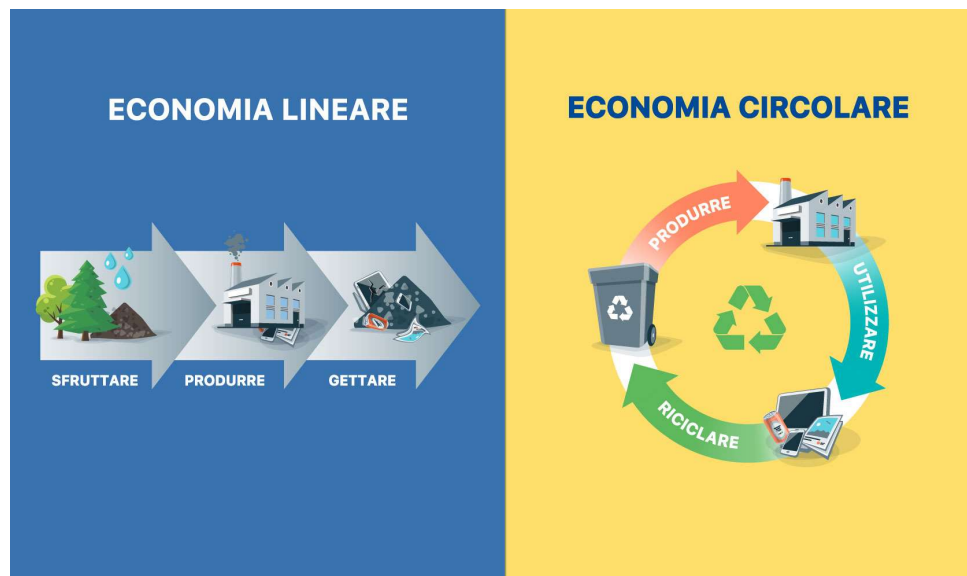 ECONOMIA LINEARE
SFRUTTARE
PRODURRE
GETTARE
ECONOMIA CIRCOLARE
PRODURRE
UTILIZZARE
RICICLARE